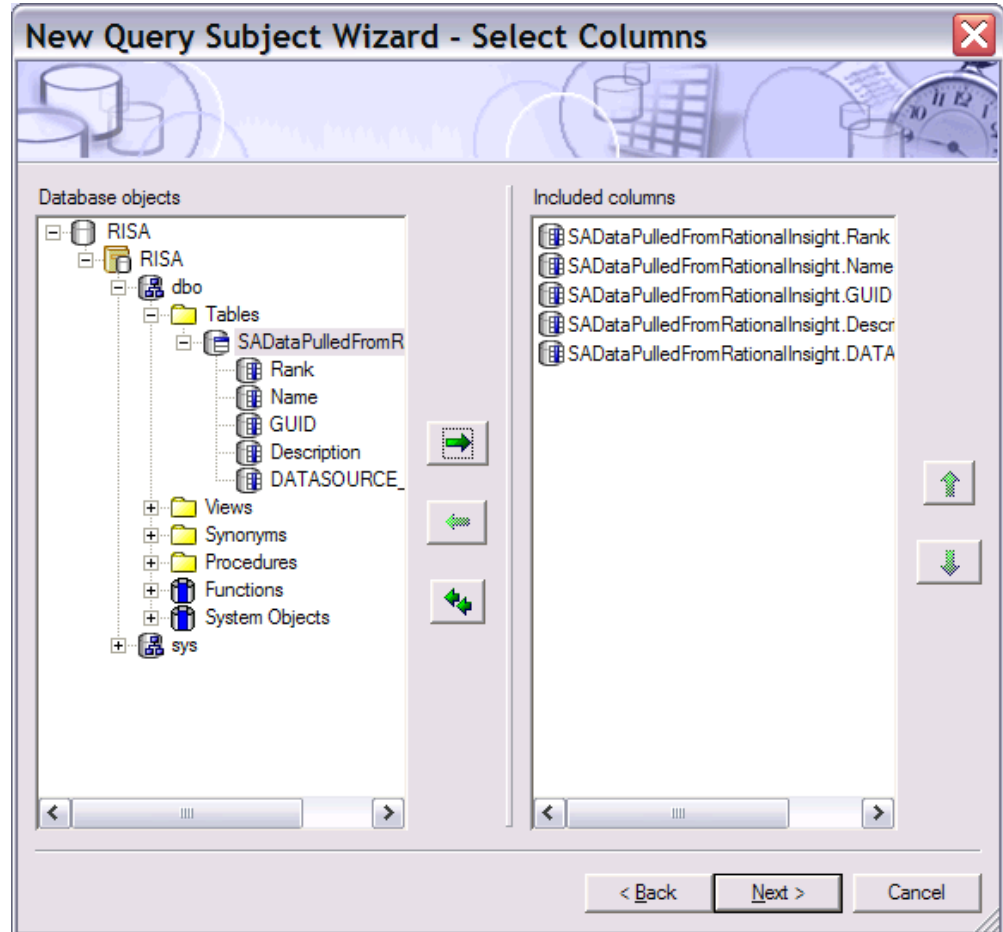 New Query Subject Wizard - Select Columns
Database objects
RISA
RISA
dbo
Tables
SADataPulledFromR
Rank
Name
GUID
Description
DATASOURCE_
Views
Synonyms
Procedures
Functions
System Objects
sys
Included columns
SADataPulledFromRationalInsight.Rank
SADataPulledFromRationalInsight.Name
SADataPulledFromRationalInsight.GUID
SADataPulledFromRationalInsight.Descr
SADataPulledFromRationalInsight.DATA
< Back Next > Cancel